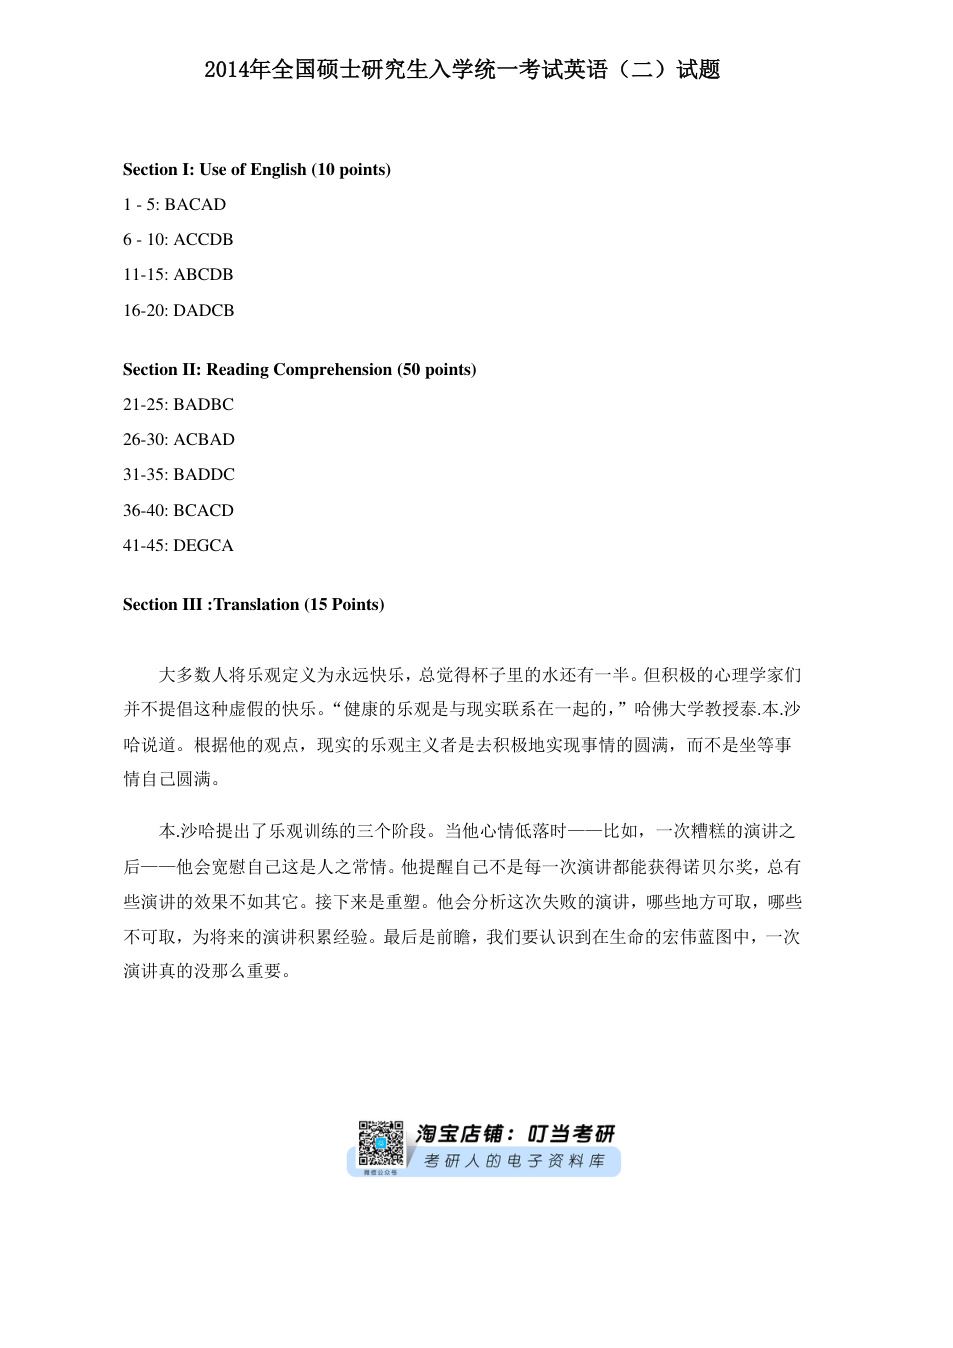 2014年全国硕士研究生入学统一考试英语（二）试题
Section I: Use of English (10 points)
1 - 5: BACAD
6 - 10: ACCDB
11-15: ABCDB
16-20: DADCB
Section II: Reading Comprehension (50 points)
21-25: BADBC
26-30: ACBAD
31-35: BADDC
36-40: BCACD
41-45: DEGCA
Section III :Translation (15 Points)
大多数人将乐观定义为永远快乐，总觉得杯子里的水还有一半。但积极的心理学家们
并不提倡这种虚假的快乐。“健康的乐观是与现实联系在一起的，”哈佛大学教授泰.本.沙
哈说道。根据他的观点，现实的乐观主义者是去积极地实现事情的圆满，而不是坐等事
情自己圆满。
本.沙哈提出了乐观训练的三个阶段。当他心情低落时——比如，一次糟糕的演讲之
后——他会宽慰自己这是人之常情。他提醒自己不是每一次演讲都能获得诺贝尔奖，总有
些演讲的效果不如其它。接下来是重塑。他会分析这次失败的演讲，哪些地方可取，哪些
不可取，为将来的演讲积累经验。最后是前瞻，我们要认识到在生命的宏伟蓝图中，一次
演讲真的没那么重要。
淘宝店铺：叮当考研
考研人的电子资料库
微信公众号